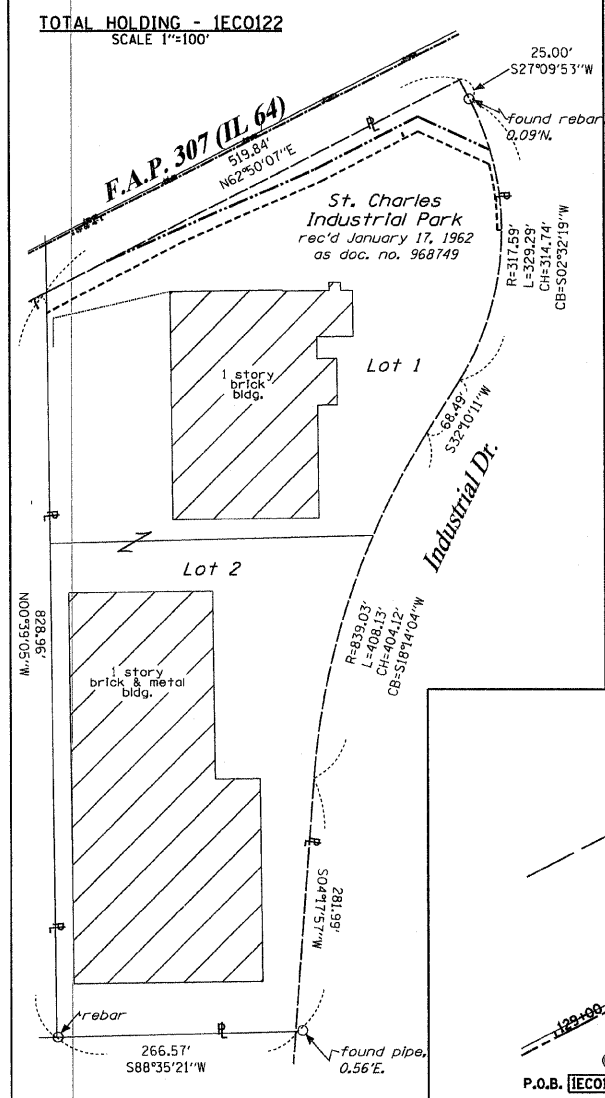 TOTAL HOLDING - 1EC0122
SCALE 1"=100'
25.00'
S27°09'53"W
found rebar
0.09'N.
F.A.P. 307 (IL 64)
519.84'
N62°50'07"E
St. Charles
Industrial Park
rec'd January 17, 1962
as doc. no. 968749
R=317.59'
L=329.29'
CH=314.74'
CB=S02°32'19"W
1 story
brick
bldg.
Lot 1
68.49'
S32°10'11"W
Industrial Dr.
Lot 2
828.96'
N00°39'05"W
1 story
brick & metal
bldg.
R=839.03'
L=408.13'
CH=404.12'
CB=S18°14'04"W
281.99'
S04°17'57"W
rebar
266.57'
S88°35'21"W
found pipe,
0.56'E.
129+00
P.O.B. 1EC01